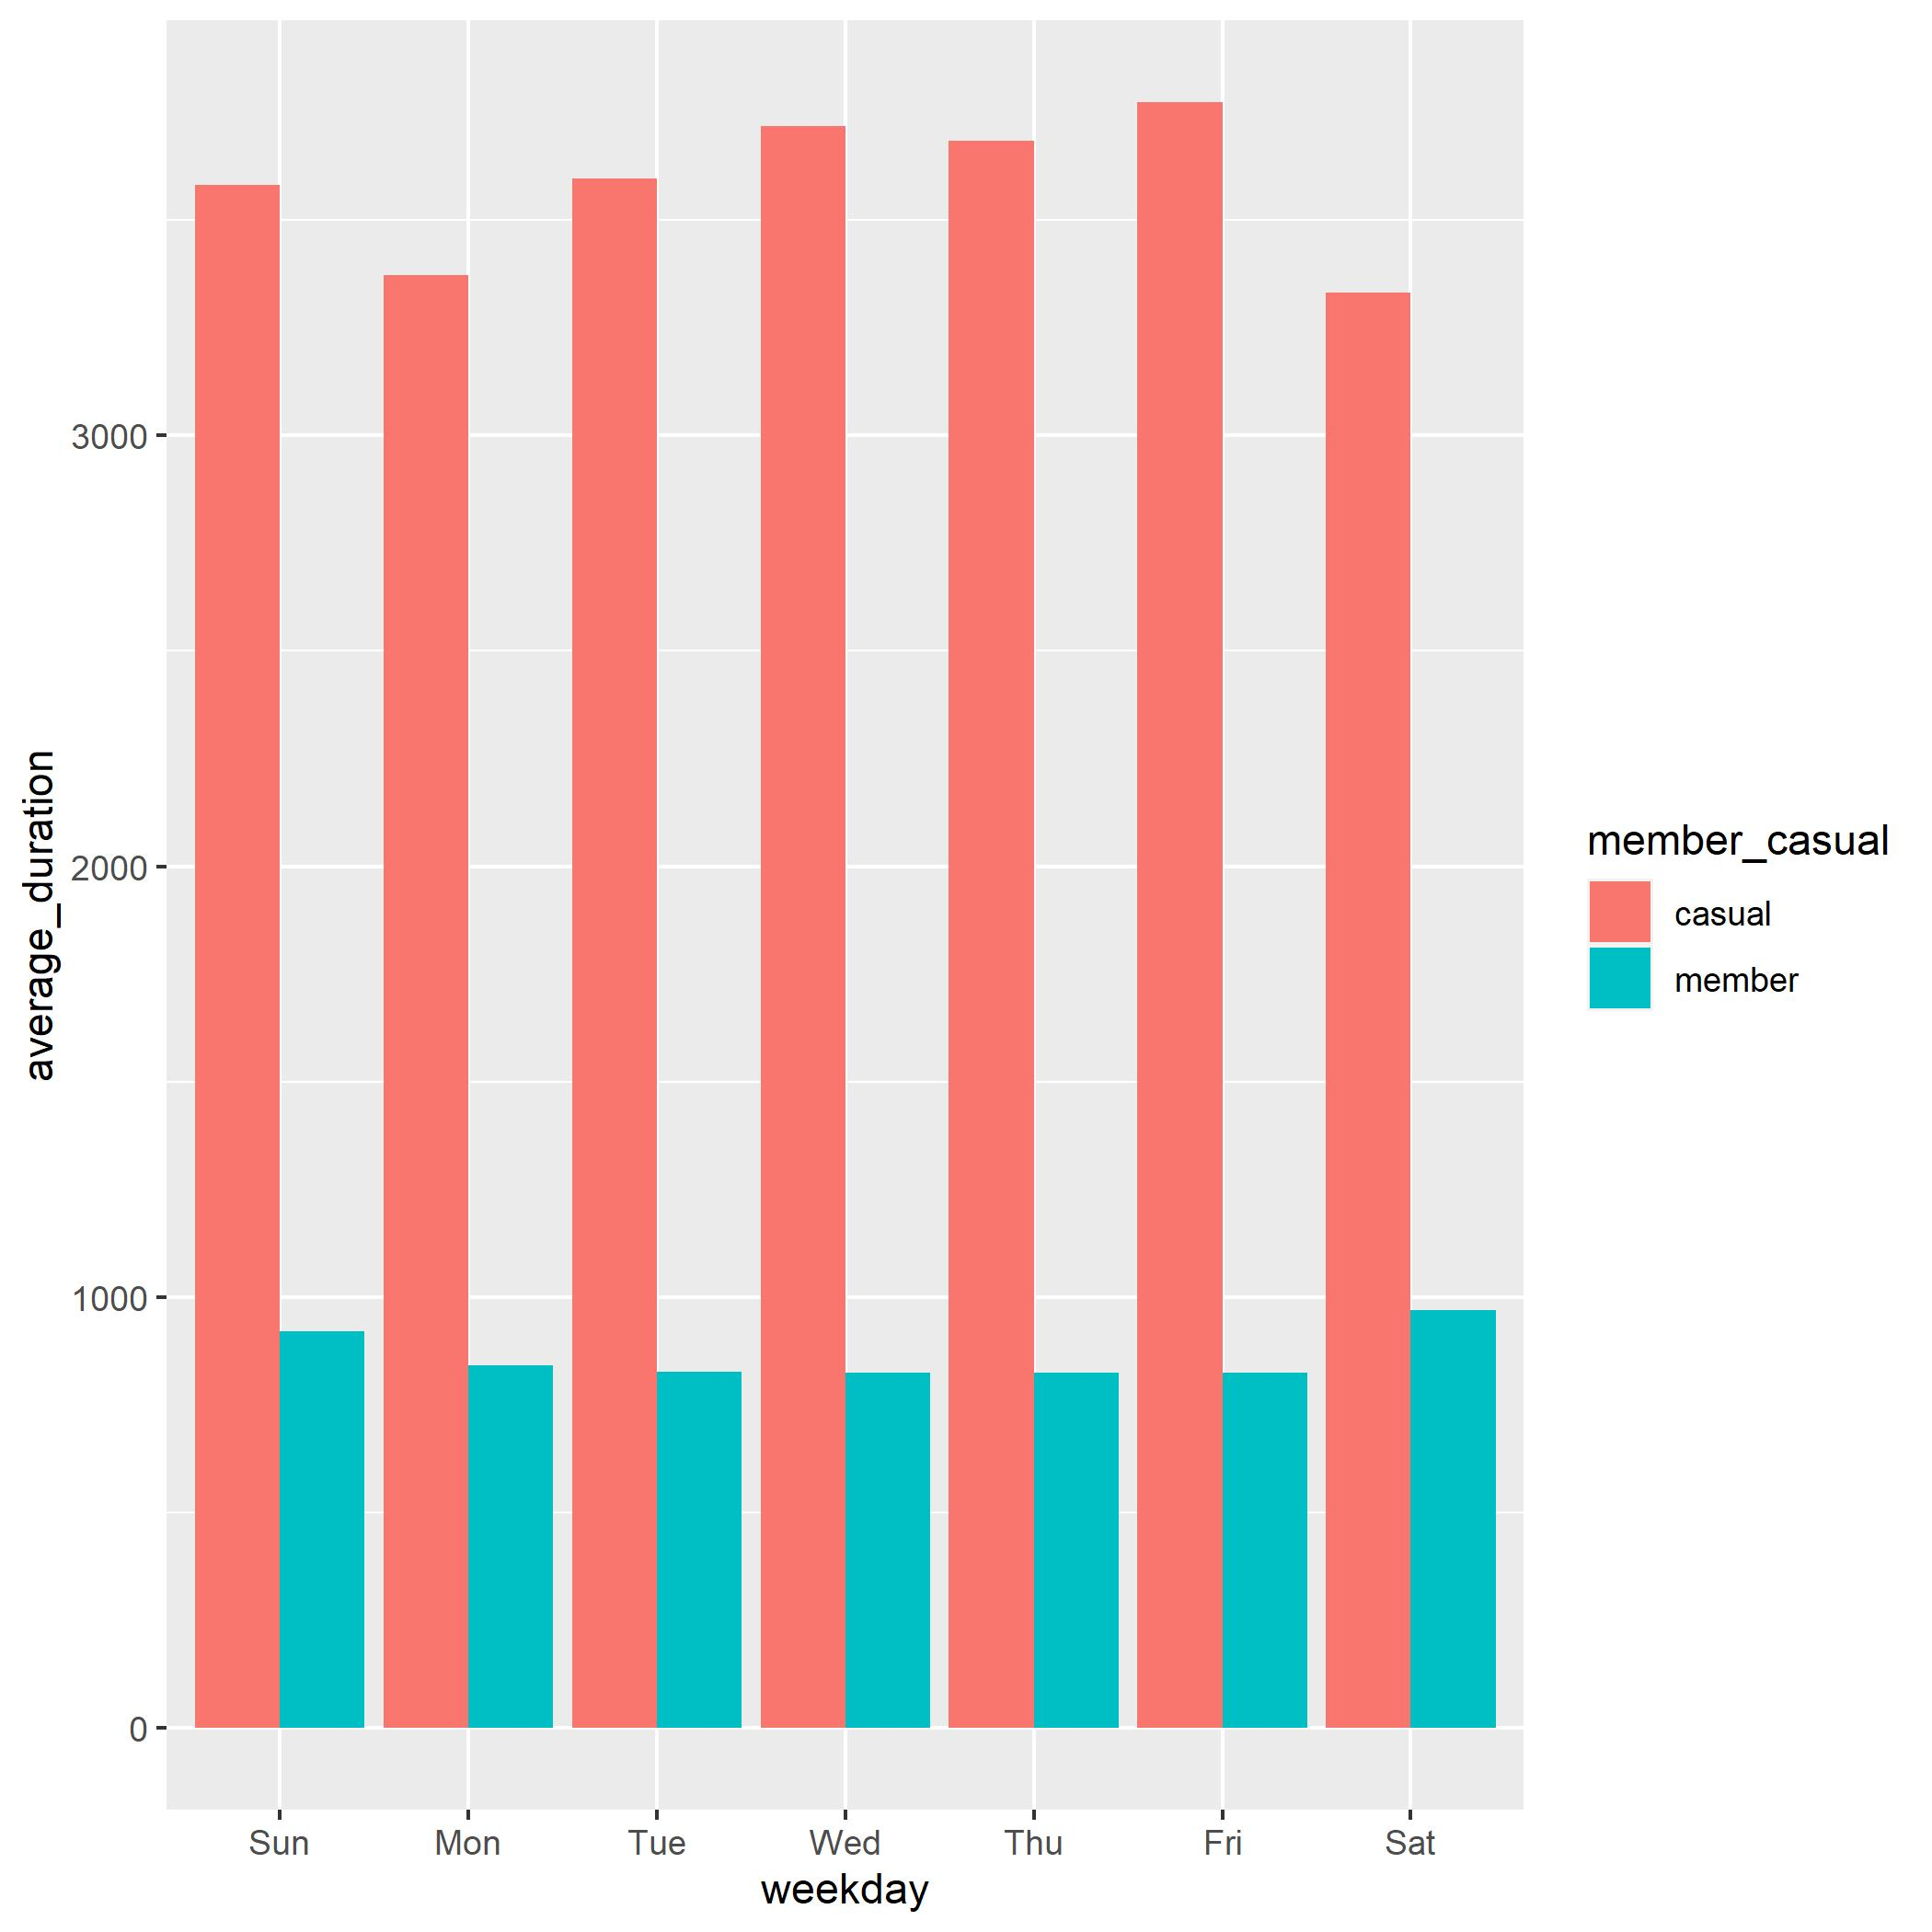 average_duration
3000
2000
1000
0
Sun Mon Tue Wed Thu Fri Sat
weekday
member_casual
casual
member